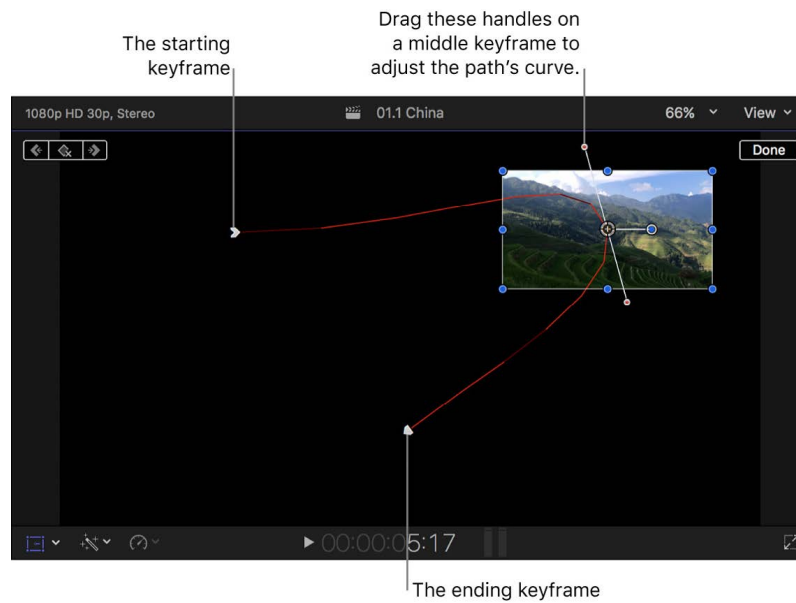 Drag these handles on
a middle keyframe to
adjust the path's curve.
The starting
keyframe
1080p HD 30p, Stereo
01.1 China
66%
View
Done
00:00:05:17
The ending keyframe